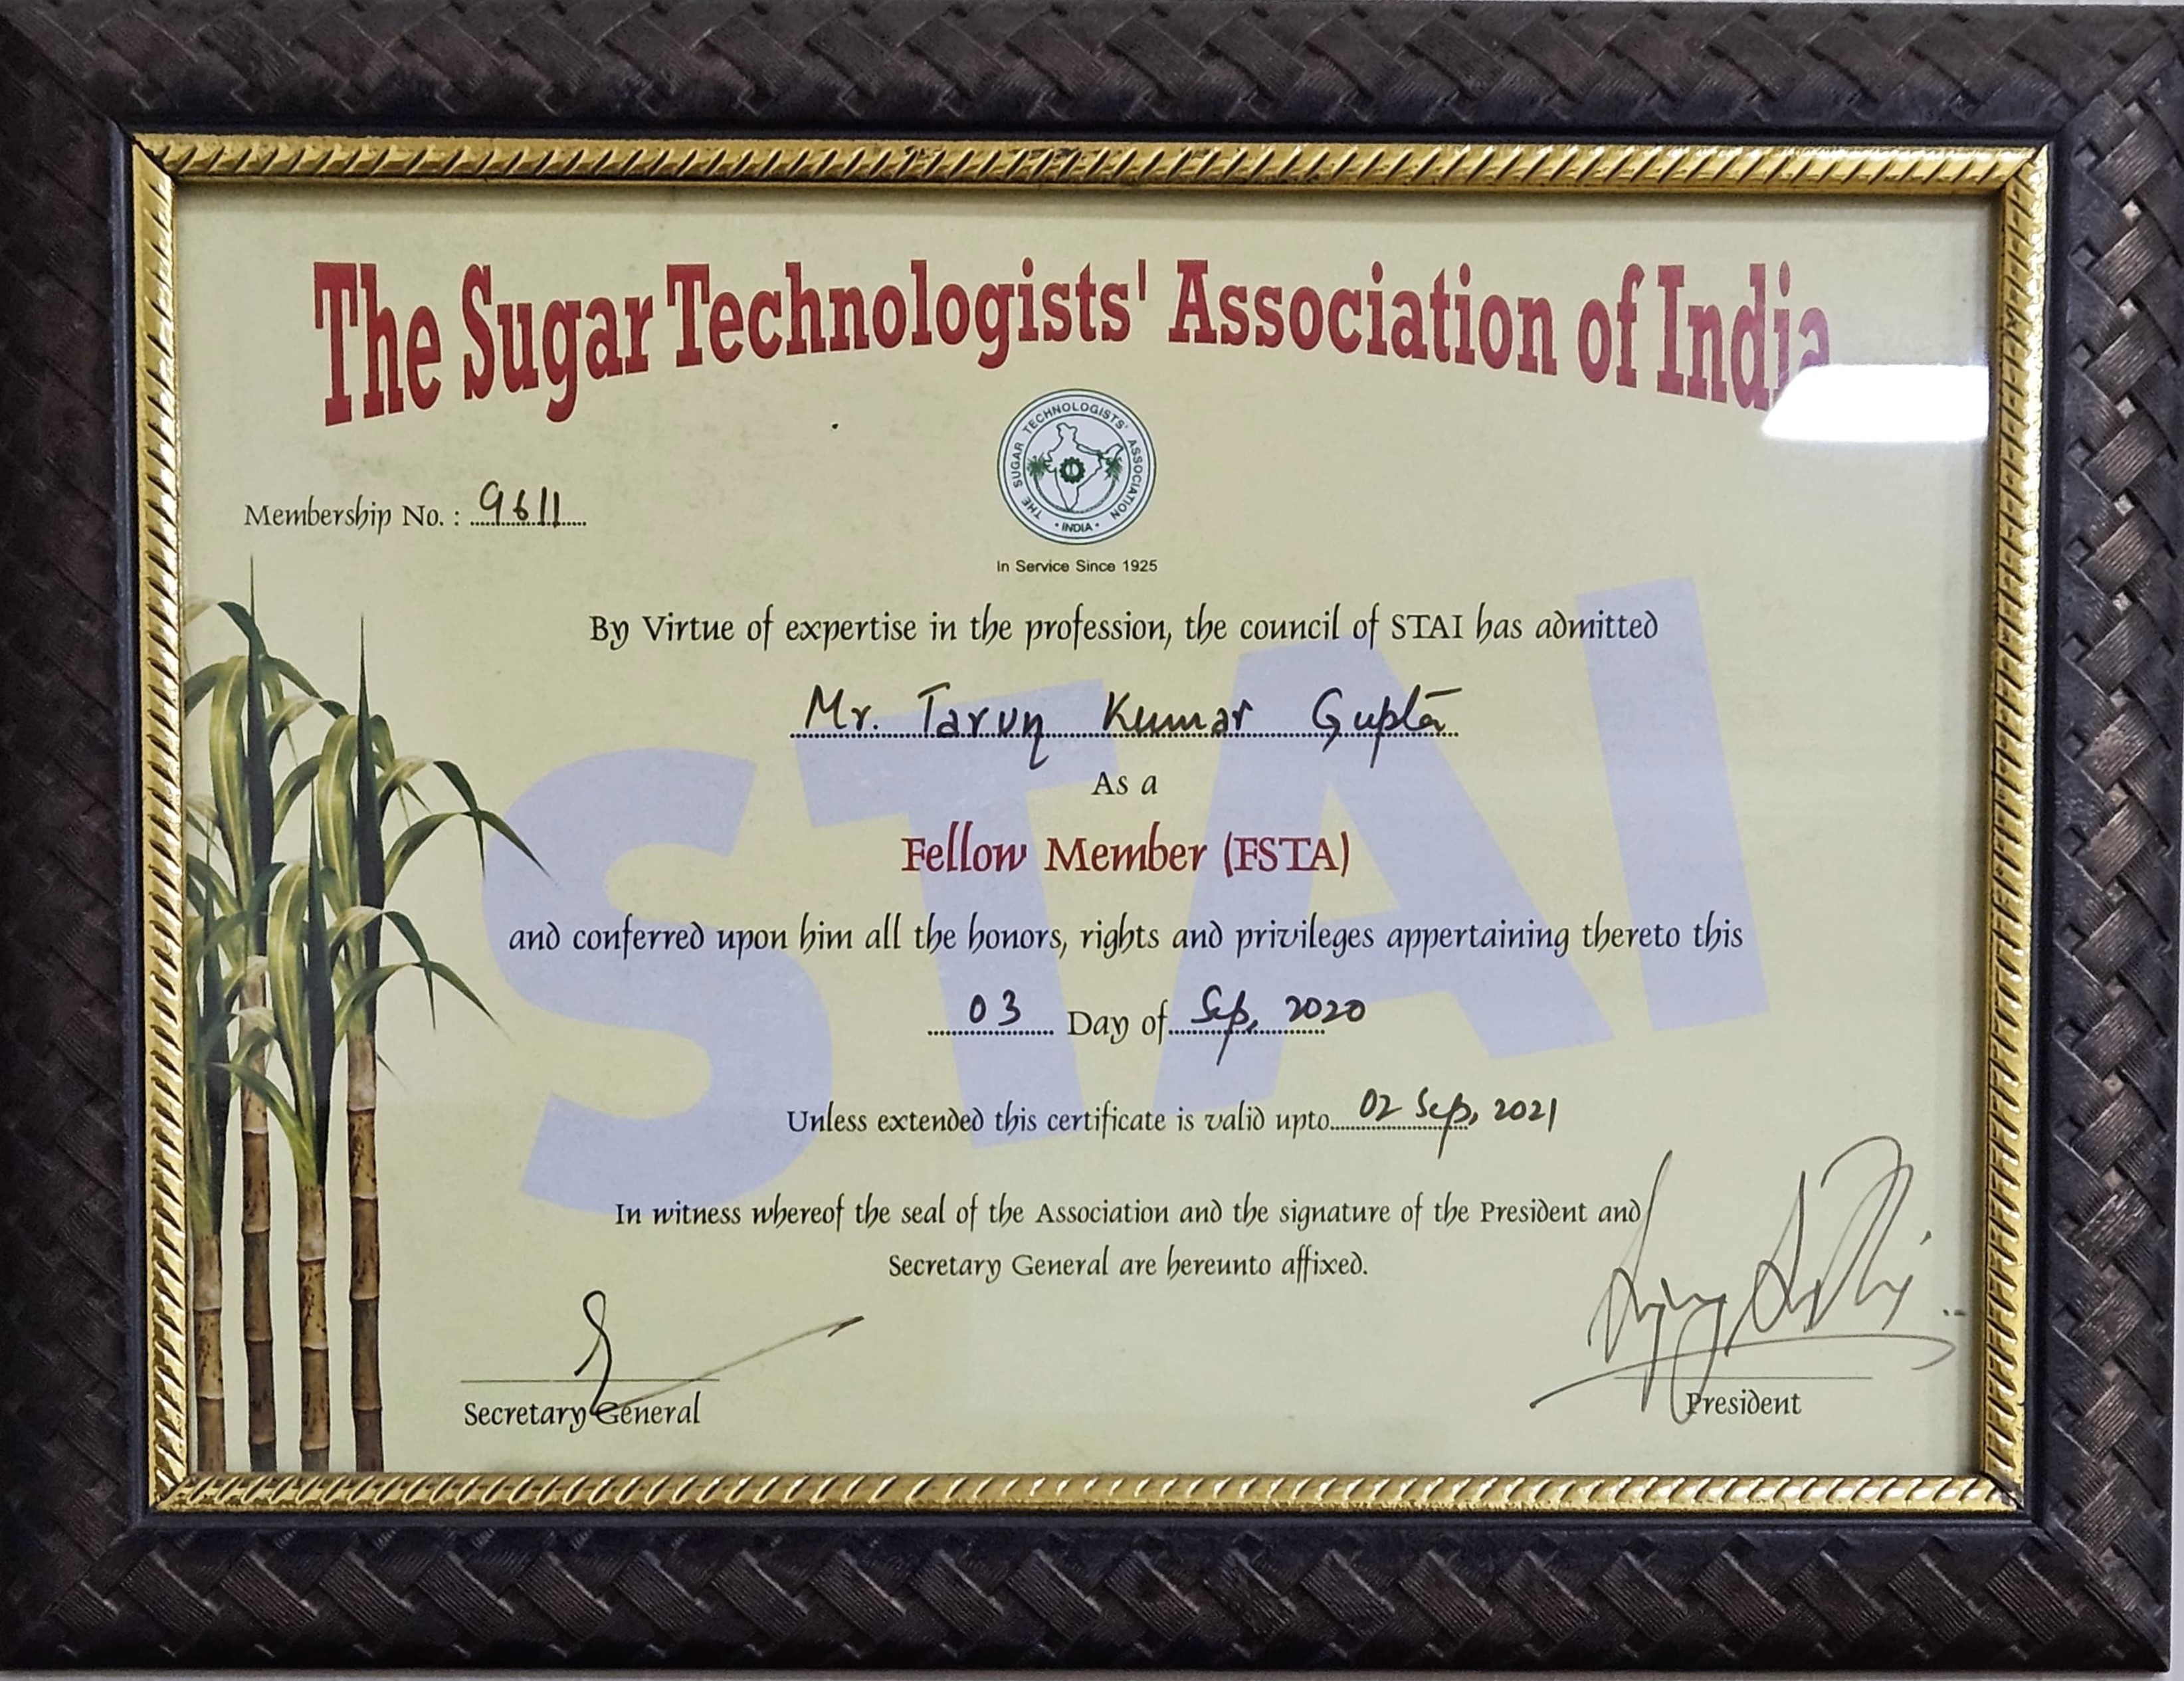 The Sugar Technologists' Association of India
THE SUGAR TECHNOLOGISTS' ASSOCIATION
• INDIA •
In Service Since 1925
Membership No. : 9611
By Virtue of expertise in the profession, the council of STAI has admitted
Mr. Tarun Kumar Gupta
As a
Fellow Member (FSTA)
and conferred upon him all the honors, rights and privileges appertaining thereto this
03 Day of Sep, 2020
Unless extended this certificate is valid upto 02 Sep, 2021
In witness whereof the seal of the Association and the signature of the President and
Secretary General are hereunto affixed.
Secretary General
President
STAI